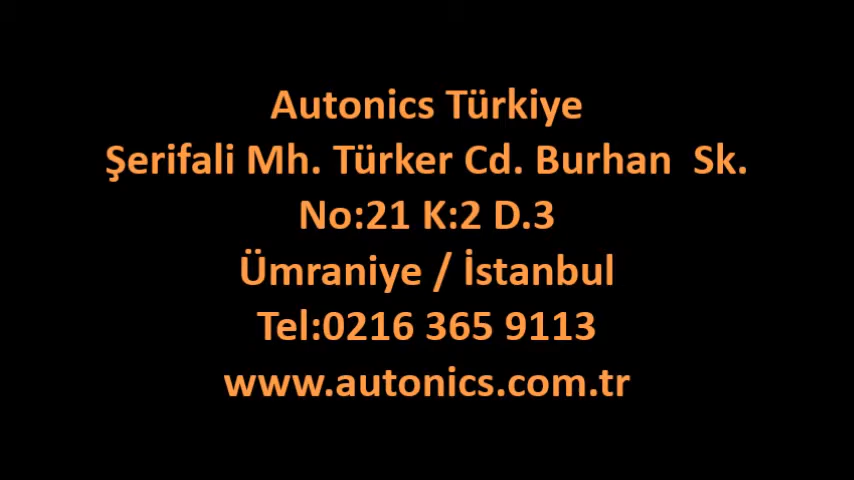 Autonics Türkiye
Şerifali Mh. Türker Cd. Burhan  Sk.
No:21 K:2 D.3
Ümraniye / İstanbul
Tel:0216 365 9113
www.autonics.com.tr